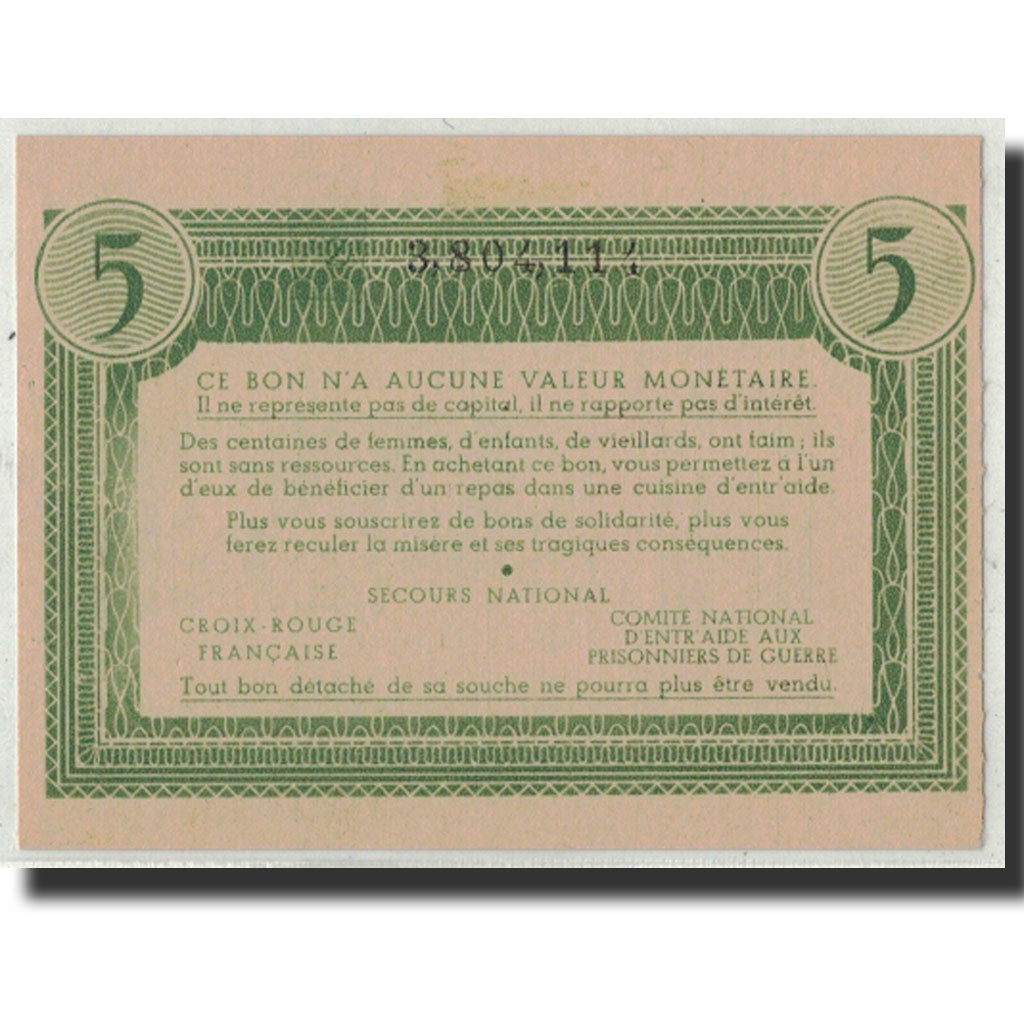 5
5
3.804,114
CE BON N'A AUCUNE VALEUR MONÉTAIRE.
Il ne représente pas de capital, il ne rapporte pas d'intérêt.
Des centaines de femmes, d'enfants, de vieillards, ont faim ; ils
sont sans ressources. En achetant ce bon, vous permettez à l'un
d'eux de bénéficier d'un repas dans une cuisine d'entr'aide.
Plus vous souscrirez de bons de solidarité, plus vous
ferez reculer la misère et ses tragiques conséquences.
SECOURS NATIONAL
CROIX-ROUGE
FRANÇAISE
COMITÉ NATIONAL
D'ENTR'AIDE AUX
PRISONNIERS DE GUERRE
Tout bon détaché de sa souche ne pourra plus être vendu.